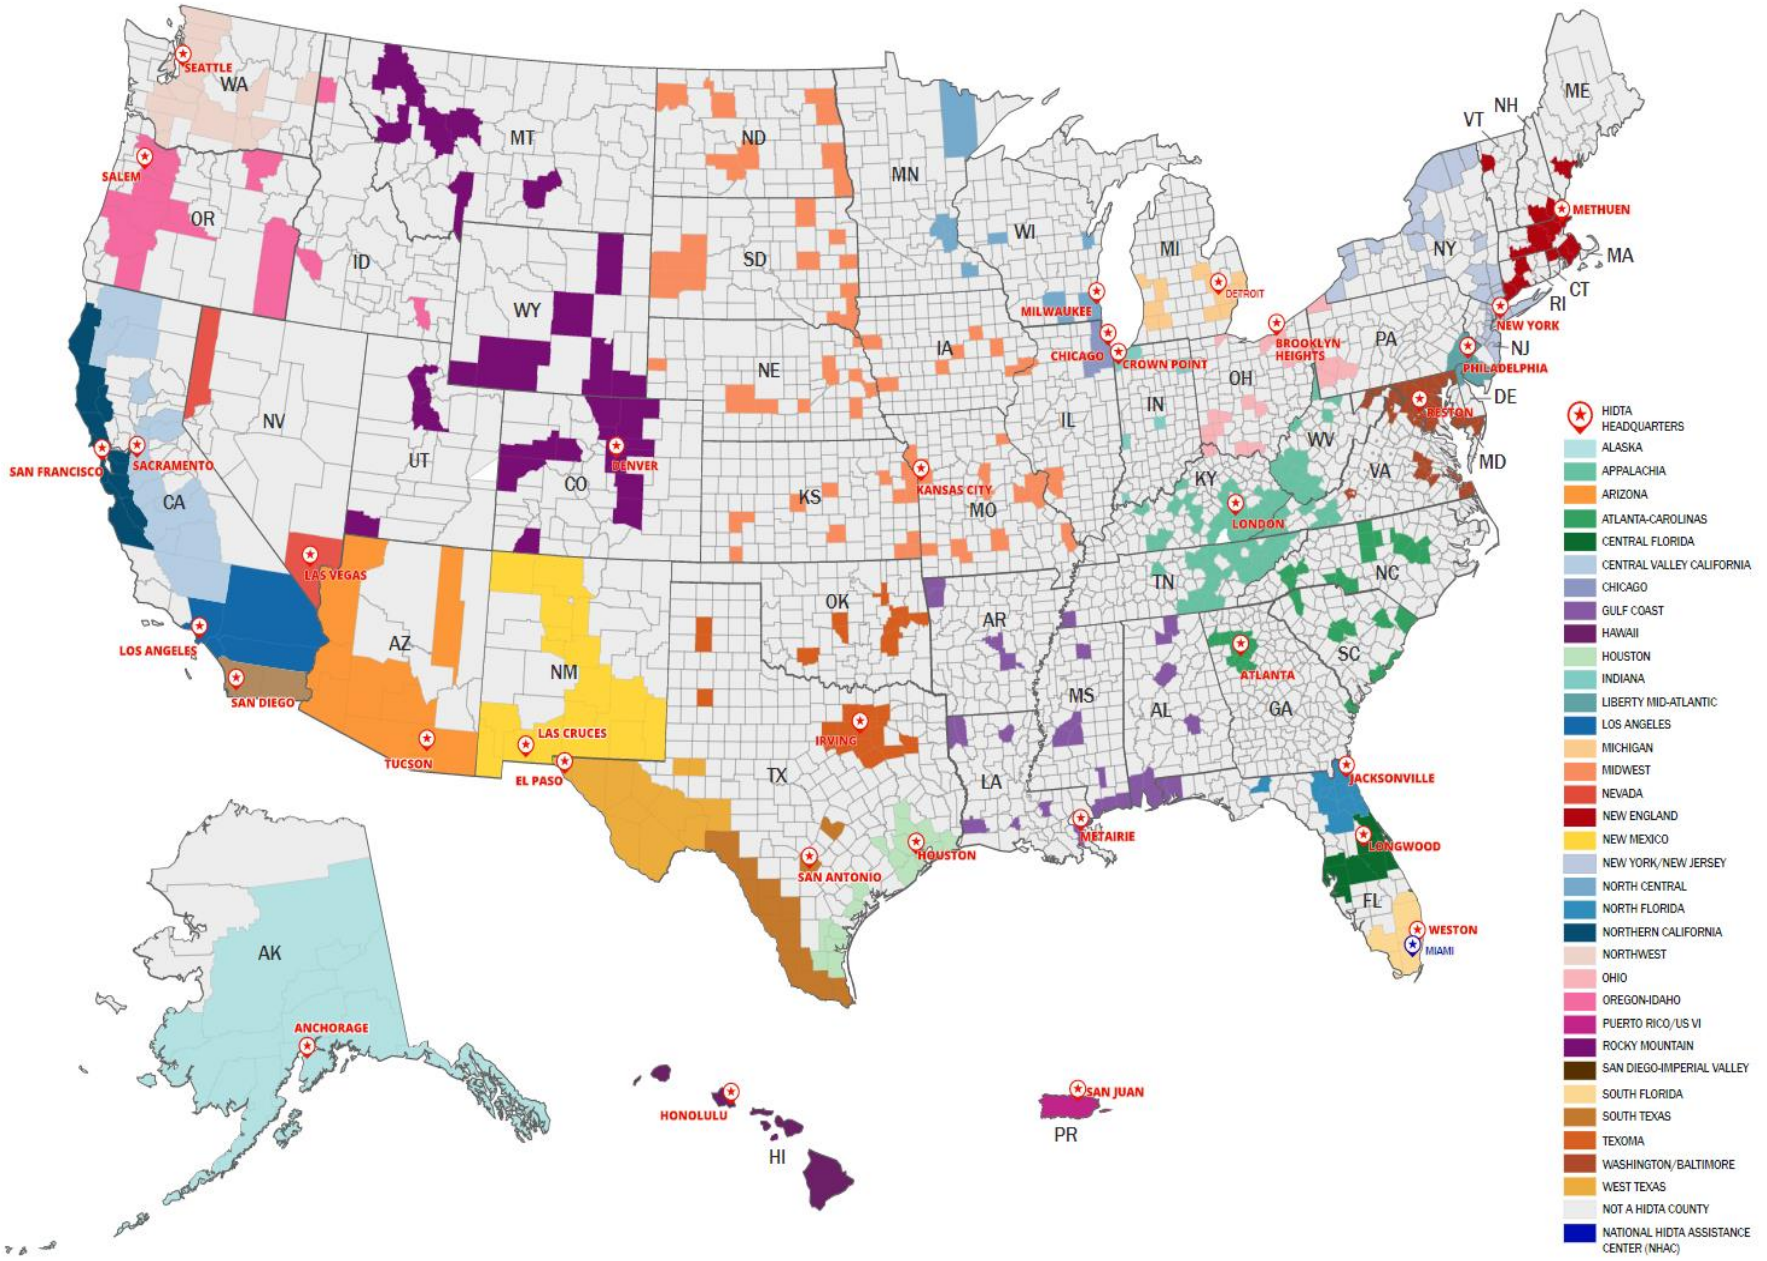 SEATTLE
WA
MT
ND
MN
VT
NH
ME
SALEM
OR
ID
WY
SD
WI
MI
NY
METHUEN
MA
CT
RI
DETROIT
MILWAUKEE
NEW YORK
NJ
CHICAGO
CROWN POINT
BROOKLYN
HEIGHTS
PA
PHILADELPHIA
DE
NE
IA
IL
IN
OH
RESTON
WV
MD
VA
NV
UT
CO
DENVER
SAN FRANCISCO
SACRAMENTO
CA
KS
KANSAS CITY
MO
KY
LONDON
LAS VEGAS
LOS ANGELES
SAN DIEGO
AZ
TUCSON
NM
LAS CRUCES
EL PASO
OK
AR
TN
NC
SC
ATLANTA
GA
AL
MS
LA
TX
IRVING
JACKSONVILLE
METAIRIE
LONGWOOD
HOUSTON
SAN ANTONIO
FL
WESTON
MIAMI
AK
ANCHORAGE
HONOLULU
HI
SAN JUAN
PR
HIDTA
HEADQUARTERS
ALASKA
APPALACHIA
ARIZONA
ATLANTA-CAROLINAS
CENTRAL FLORIDA
CENTRAL VALLEY CALIFORNIA
CHICAGO
GULF COAST
HAWAII
HOUSTON
INDIANA
LIBERTY MID-ATLANTIC
LOS ANGELES
MICHIGAN
MIDWEST
NEVADA
NEW ENGLAND
NEW MEXICO
NEW YORK/NEW JERSEY
NORTH CENTRAL
NORTH FLORIDA
NORTHERN CALIFORNIA
NORTHWEST
OHIO
OREGON-IDAHO
PUERTO RICO/US VI
ROCKY MOUNTAIN
SAN DIEGO-IMPERIAL VALLEY
SOUTH FLORIDA
SOUTH TEXAS
TEXOMA
WASHINGTON/BALTIMORE
WEST TEXAS
NOT A HIDTA COUNTY
NATIONAL HIDTA ASSISTANCE
CENTER (NHAC)